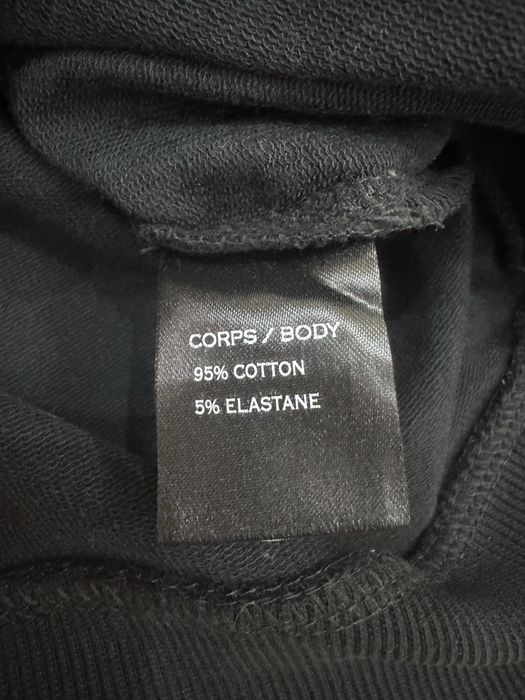 CORPS / BODY
95% COTTON
5% ELASTANE